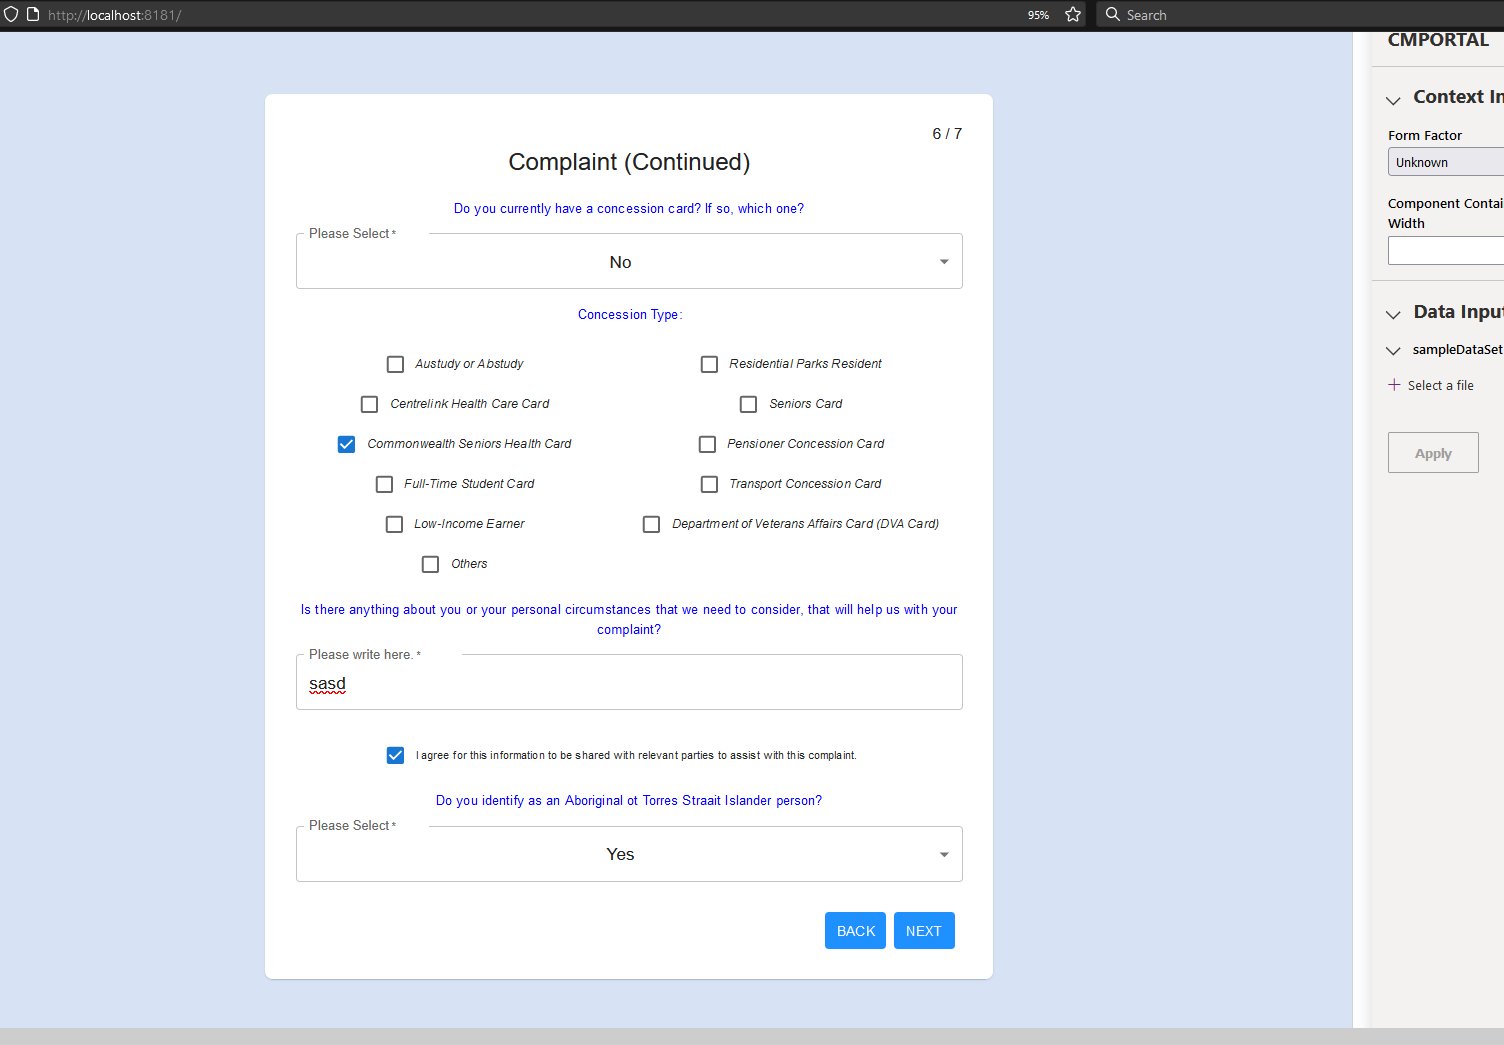 http://localhost:8181/
95%
Search
CMPORTAL
Context In
Form Factor
Unknown
Component Contai
Width
Data Input
sampleDataSet
Select a file
Apply
6 / 7
Complaint (Continued)
Do you currently have a concession card? If so, which one?
Please Select *
No
Concession Type:
Austudy or Abstudy
Residential Parks Resident
Centrelink Health Care Card
Seniors Card
Commonwealth Seniors Health Card
Pensioner Concession Card
Full-Time Student Card
Transport Concession Card
Low-Income Earner
Department of Veterans Affairs Card (DVA Card)
Others
Is there anything about you or your personal circumstances that we need to consider, that will help us with your
complaint?
Please write here. *
sasd
I agree for this information to be shared with relevant parties to assist with this complaint.
Do you identify as an Aboriginal ot Torres Straait Islander person?
Please Select *
Yes
BACK
NEXT